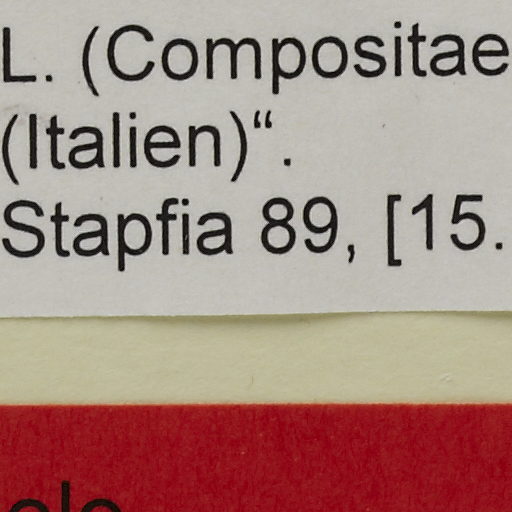 L. (Compositae
(Italien)“.
Stapfia 89, [15.